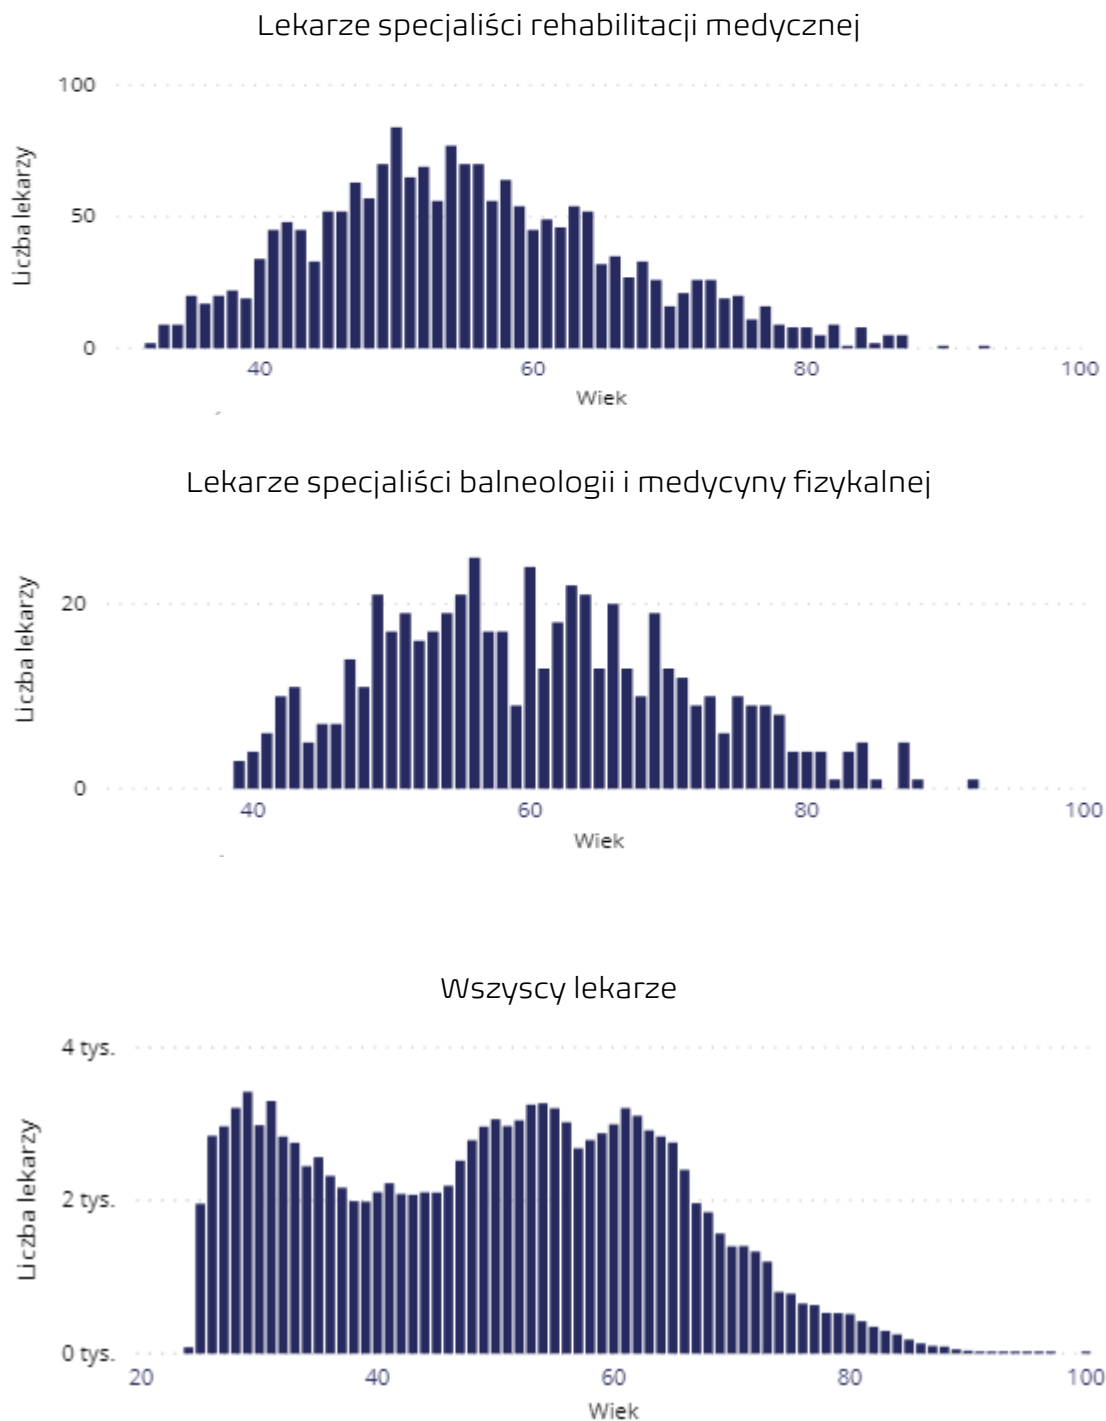 Lekarze specjaliści rehabilitacji medycznej
100
50
0
Liczba lekarzy
40 60 80 100
Wiek
Lekarze specjaliści balneologii i medycyny fizykalnej
20
0
Liczba lekarzy
40 60 80 100
Wiek
Wszyscy lekarze
4 tys.
2 tys.
0 tys.
Liczba lekarzy
20 40 60 80 100
Wiek